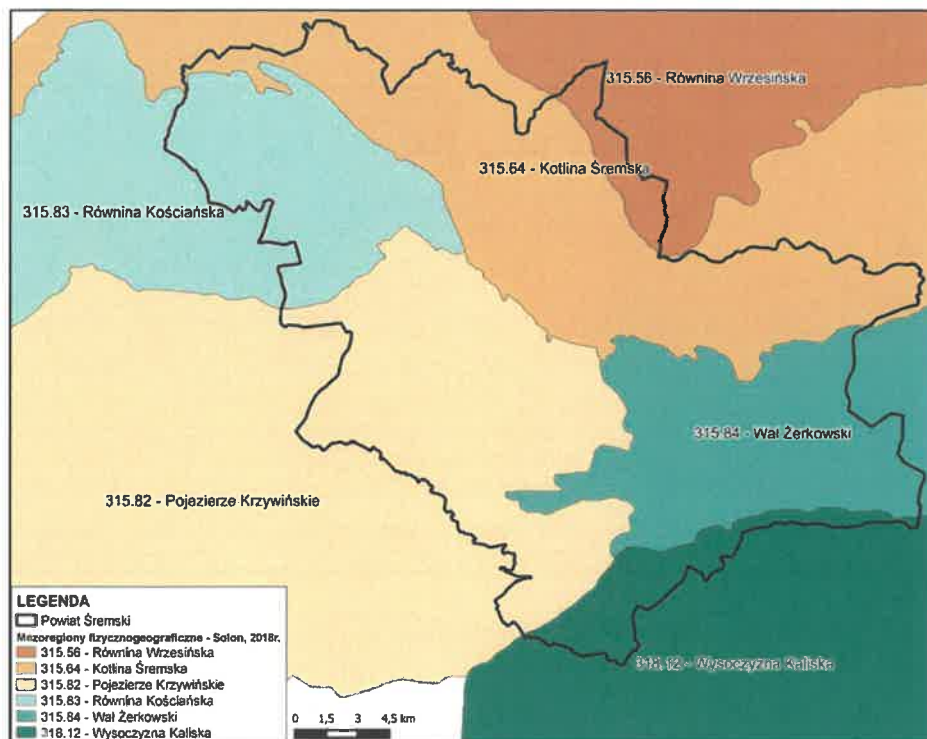 315.56 - Równina Wrzesińska
315.64 - Kotlina Śremska
315.83 - Równina Kościańska
315.84 - Wał Żerkowski
315.82 - Pojezierze Krzywińskie
318.12 - Wysoczyzna Kaliska
LEGENDA
Powiat Śremski
Mezoregiony fizycznogeograficzne - Solon, 2018r.
315.56 - Równina Wrzesińska
315.64 - Kotlina Śremska
315.82 - Pojezierze Krzywińskie
315.83 - Równina Kościańska
315.84 - Wał Żerkowski
318.12 - Wysoczyzna Kaliska
0 1,5 3 4,5 km